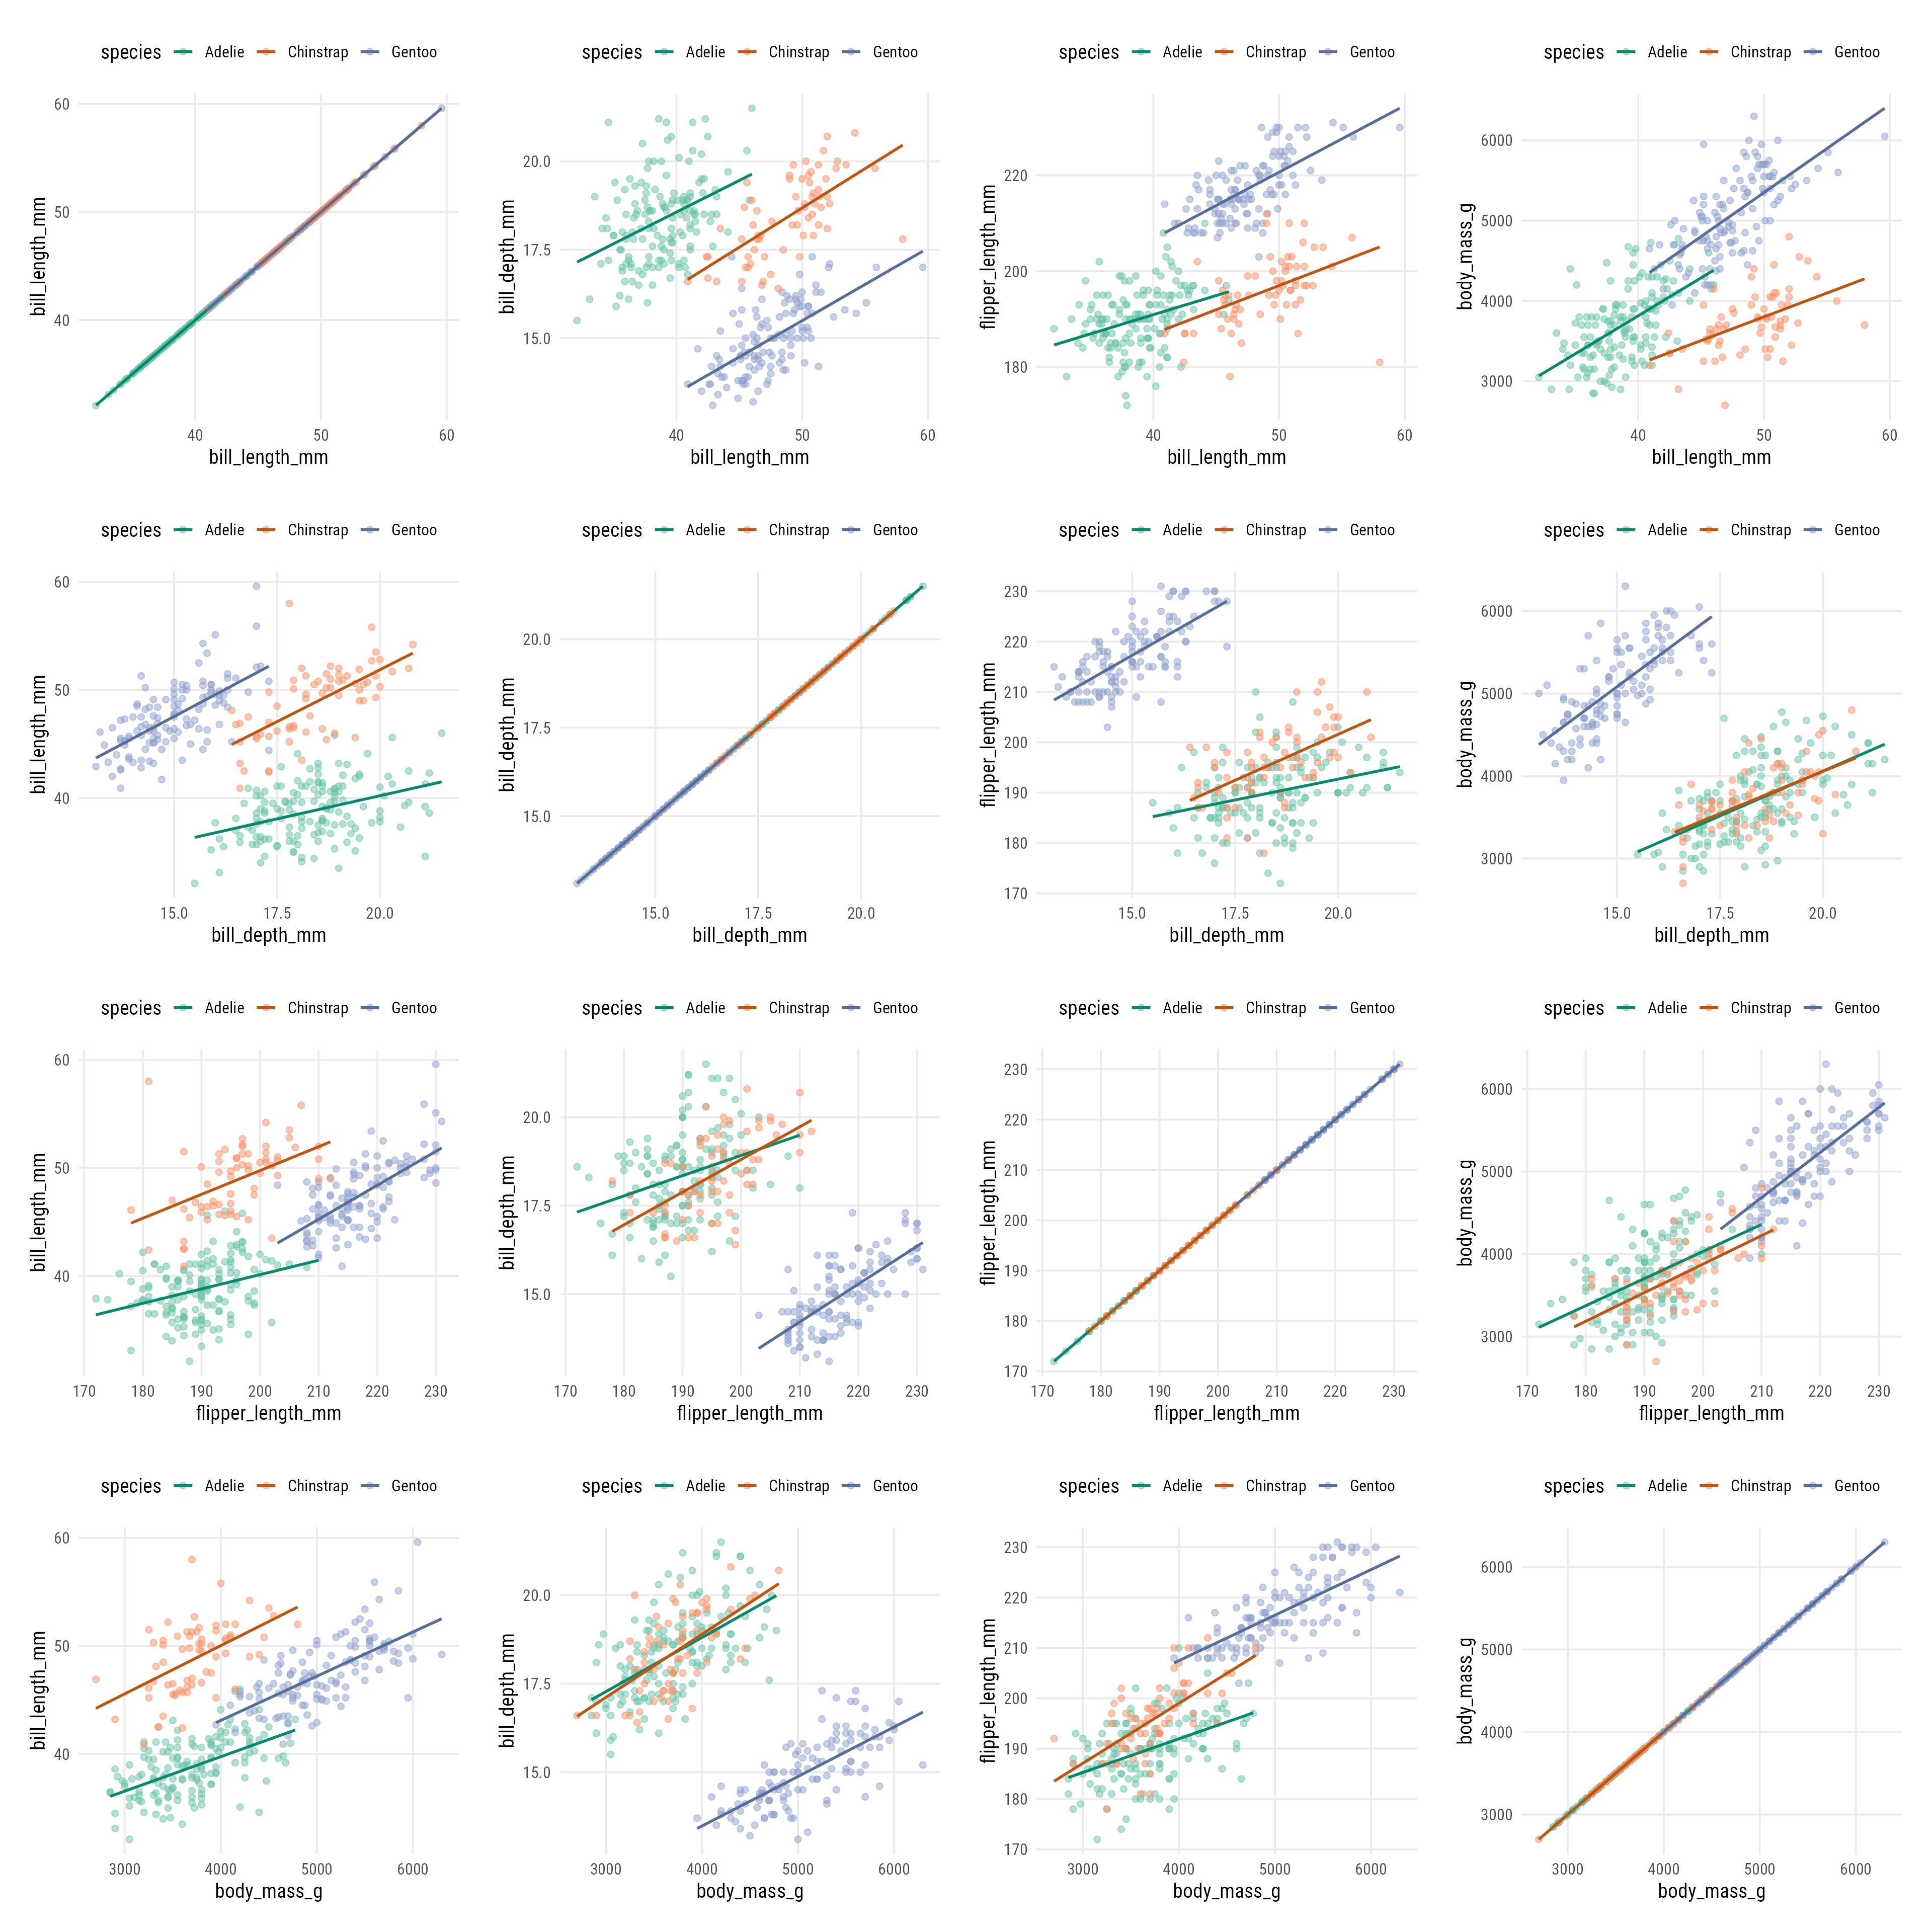 species Adelie Chinstrap Gentoo
60
50
40
bill_length_mm
40 50 60
bill_length_mm
species Adelie Chinstrap Gentoo
20.0
17.5
15.0
bill_depth_mm
40 50 60
bill_length_mm
species Adelie Chinstrap Gentoo
220
200
180
flipper_length_mm
40 50 60
bill_length_mm
species Adelie Chinstrap Gentoo
6000
5000
4000
3000
body_mass_g
40 50 60
bill_length_mm
species Adelie Chinstrap Gentoo
60
50
40
bill_length_mm
15.0 17.5 20.0
bill_depth_mm
species Adelie Chinstrap Gentoo
20.0
17.5
15.0
bill_depth_mm
15.0 17.5 20.0
bill_depth_mm
species Adelie Chinstrap Gentoo
230
220
210
200
190
180
170
flipper_length_mm
15.0 17.5 20.0
bill_depth_mm
species Adelie Chinstrap Gentoo
6000
5000
4000
3000
body_mass_g
15.0 17.5 20.0
bill_depth_mm
species Adelie Chinstrap Gentoo
60
50
40
bill_length_mm
170 180 190 200 210 220 230
flipper_length_mm
species Adelie Chinstrap Gentoo
20.0
17.5
15.0
bill_depth_mm
170 180 190 200 210 220 230
flipper_length_mm
species Adelie Chinstrap Gentoo
230
220
210
200
190
180
170
flipper_length_mm
170 180 190 200 210 220 230
flipper_length_mm
species Adelie Chinstrap Gentoo
6000
5000
4000
3000
body_mass_g
170 180 190 200 210 220 230
flipper_length_mm
species Adelie Chinstrap Gentoo
60
50
40
bill_length_mm
3000 4000 5000 6000
body_mass_g
species Adelie Chinstrap Gentoo
20.0
17.5
15.0
bill_depth_mm
3000 4000 5000 6000
body_mass_g
species Adelie Chinstrap Gentoo
230
220
210
200
190
180
170
flipper_length_mm
3000 4000 5000 6000
body_mass_g
species Adelie Chinstrap Gentoo
6000
5000
4000
3000
body_mass_g
3000 4000 5000 6000
body_mass_g